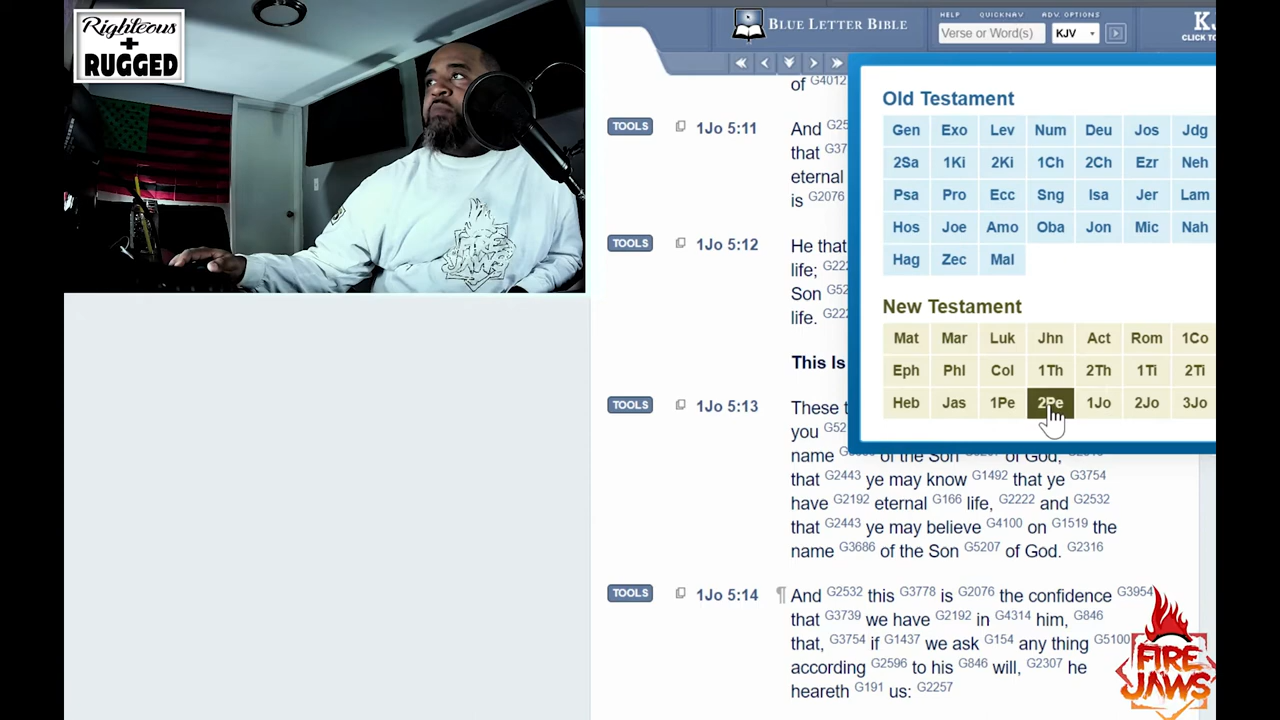 Righteous
+
RUGGED
BLUE LETTER BIBLE
HELP QUICKNAV ADV. OPTIONS
Verse or Word(s) KJV
CLICK TO
of G4012
TOOLS 1Jo 5:11 And
that
eternal
is G2076
TOOLS 1Jo 5:12 He that
life;
Son
life.
This Is
TOOLS 1Jo 5:13 These
you
name of the Son of God,
that G2443 ye may know G1492 that ye G3754
have G2192 eternal G166 life, G2222 and G2532
that G2443 ye may believe G4100 on G1519 the
name G3686 of the Son G5207 of God. G2316
TOOLS 1Jo 5:14 ¶ And G2532 this G3778 is G2076 the confidence G3954
that G3739 we have G2192 in G4314 him, G846
that, G3754 if G1437 we ask G154 any thing G5100
according G2596 to his G846 will, G2307 he
heareth G191 us: G2257
Old Testament
Gen Exo Lev Num Deu Jos Jdg
2Sa 1Ki 2Ki 1Ch 2Ch Ezr Neh
Psa Pro Ecc Sng Isa Jer Lam
Hos Joe Amo Oba Jon Mic Nah
Hag Zec Mal
New Testament
Mat Mar Luk Jhn Act Rom 1Co
Eph Phl Col 1Th 2Th 1Ti 2Ti
Heb Jas 1Pe 2Pe 1Jo 2Jo 3Jo
FIRE
JAWS